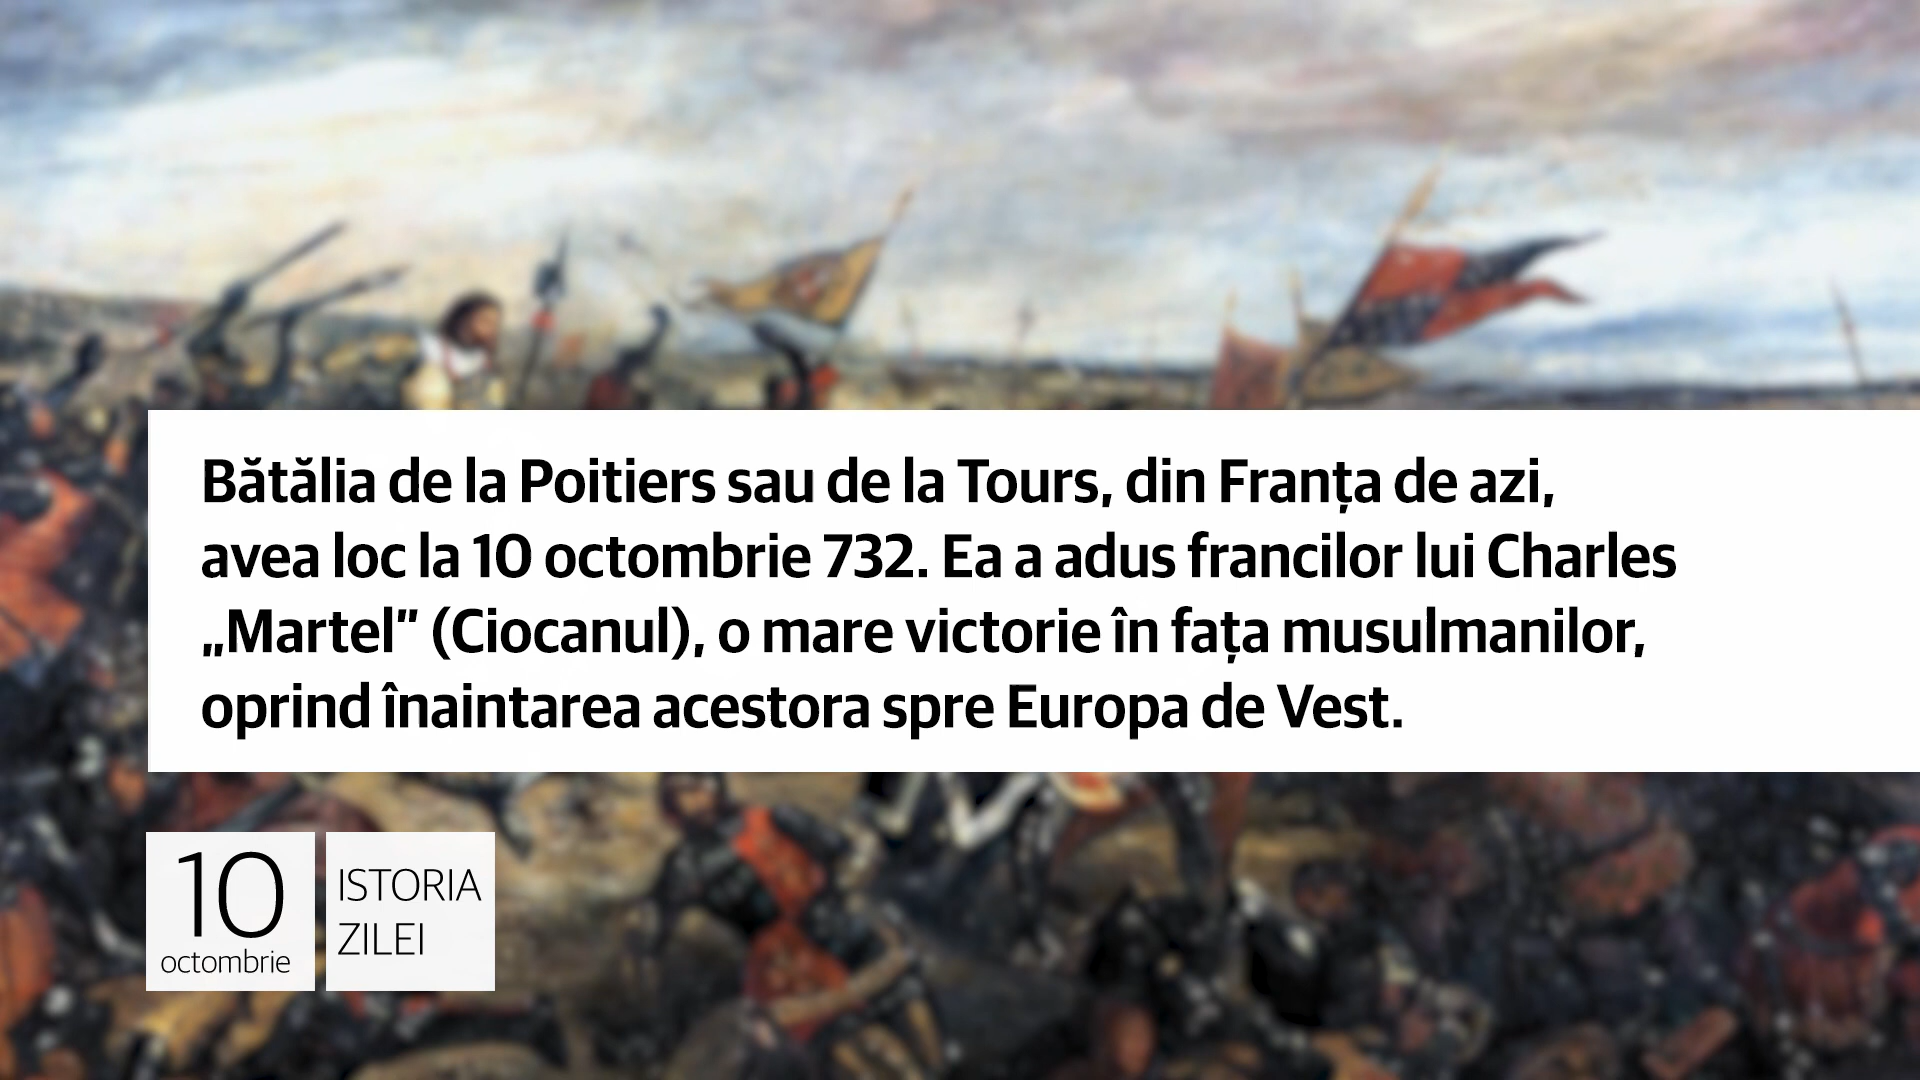 Bătălia de la Poitiers sau de la Tours, din Franța de azi,
avea loc la 10 octombrie 732. Ea a adus francilor lui Charles
„Martel” (Ciocanul), o mare victorie în fața musulmanilor,
oprind înaintarea acestora spre Europa de Vest.
10
octombrie
ISTORIA
ZILEI